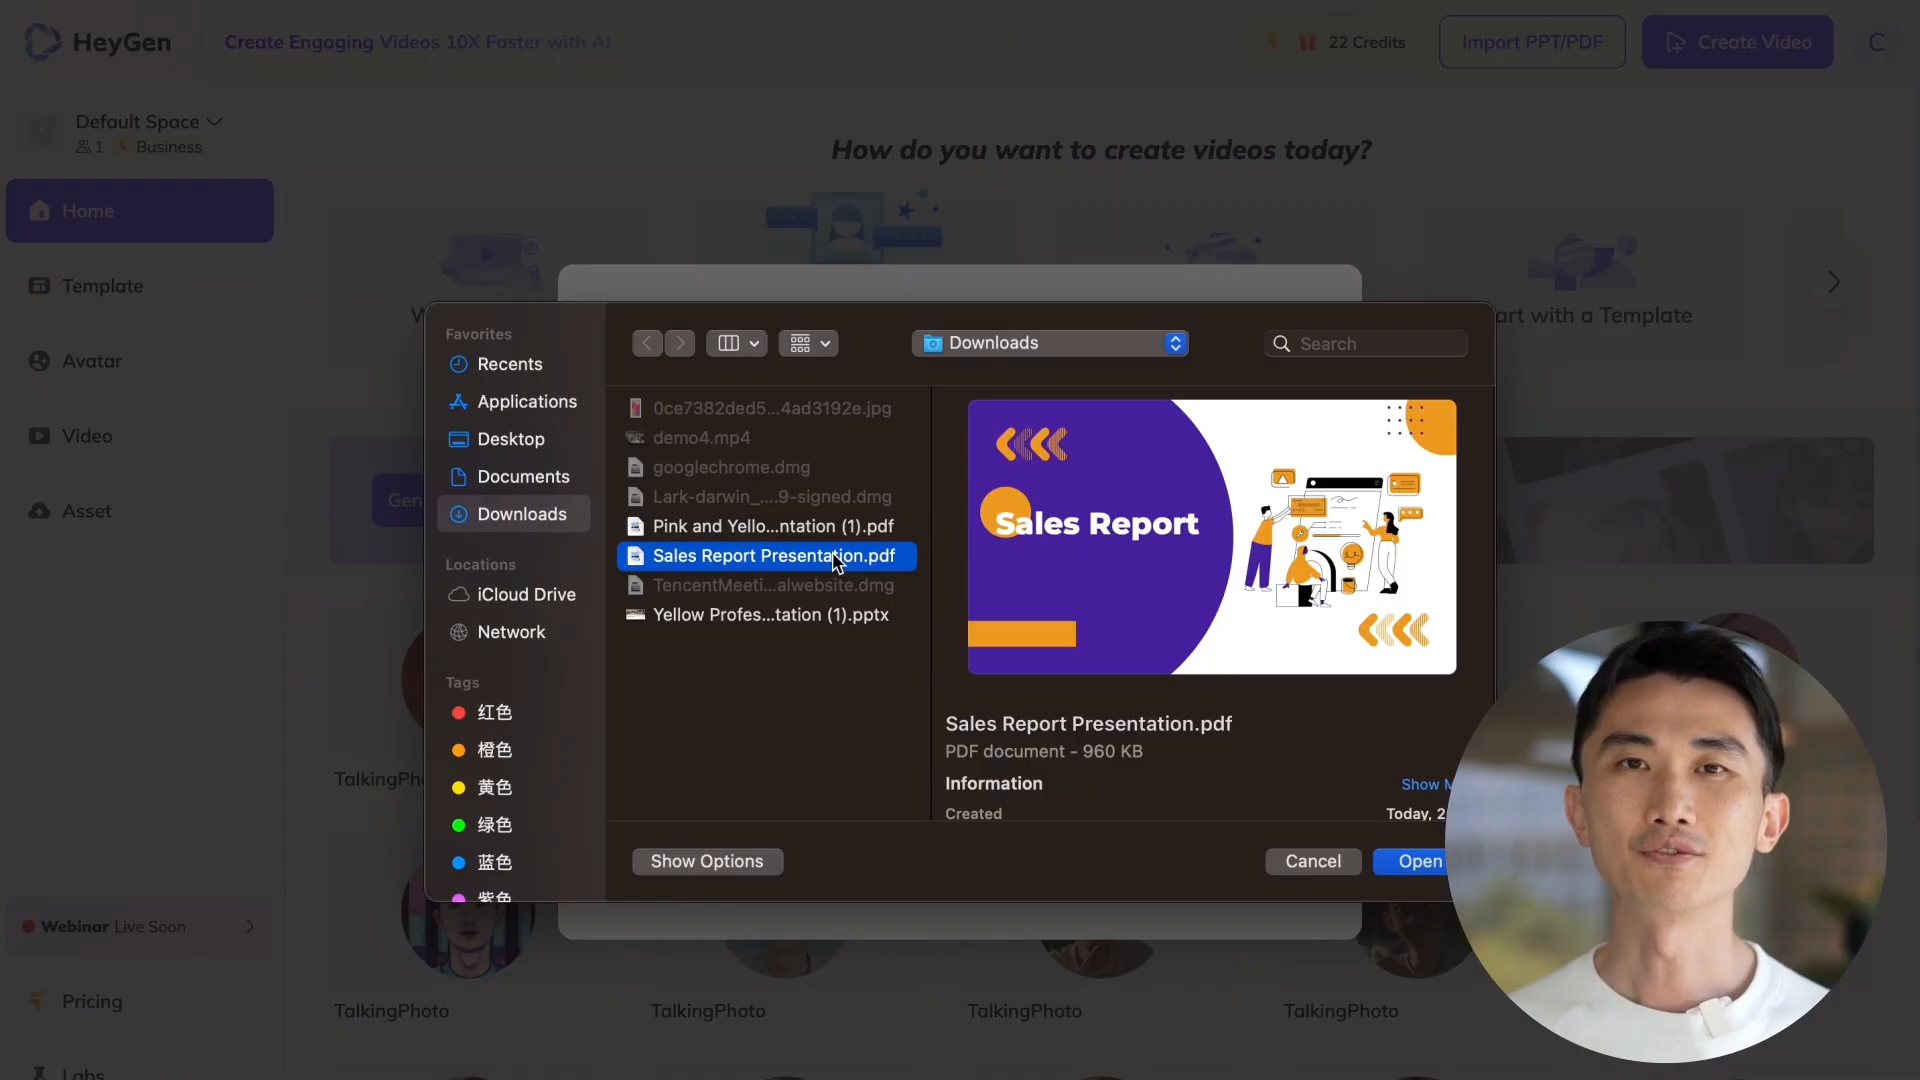 HeyGen
Create Engaging Videos 10X Faster with AI
22 Credits
Import PPT/PDF
Create Video
C
Default Space
1
Business
How do you want to create videos today?
Home
Template
Avatar
Video
Asset
W
art with a Template
Gen
Favorites
Recents
Applications
Desktop
Documents
Downloads
Locations
iCloud Drive
Network
Tags
红色
橙色
黄色
绿色
蓝色
紫色
Downloads
Search
0ce7382ded5...4ad3192e.jpg
demo4.mp4
googlechrome.dmg
Lark-darwin_....9-signed.dmg
Pink and Yello...ntation (1).pdf
Sales Report Presentation.pdf
TencentMeeti...alwebsite.dmg
Yellow Profes...tation (1).pptx
Sales Report
Sales Report Presentation.pdf
PDF document - 960 KB
Information
Show M
Created
Today, 2
Show Options
Cancel
Open
TalkingPho
Webinar Live Soon
Pricing
Labs
TalkingPhoto
TalkingPhoto
TalkingPhoto
TalkingPhoto